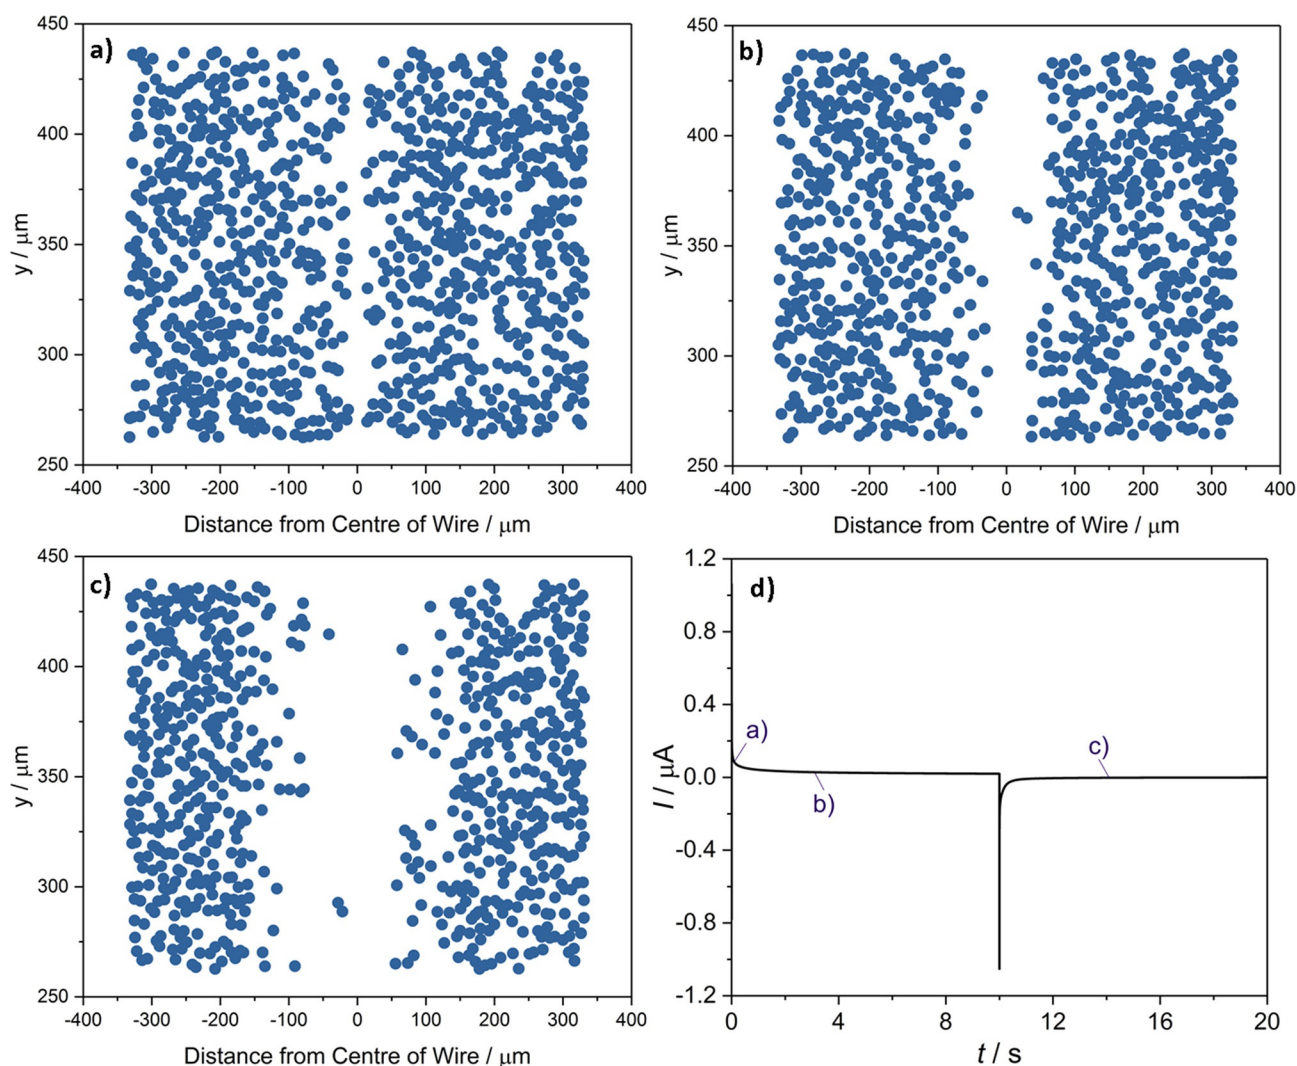 a)
450
400
350
300
250
y / μm
-400 -300 -200 -100 0 100 200 300 400
Distance from Centre of Wire / μm
b)
450
400
350
300
250
y / μm
-400 -300 -200 -100 0 100 200 300 400
Distance from Centre of Wire / μm
c)
450
400
350
300
250
y / μm
-400 -300 -200 -100 0 100 200 300 400
Distance from Centre of Wire / μm
d)
1.2
0.8
0.4
0.0
-0.4
-0.8
-1.2
I / μA
a)
b)
c)
0 4 8 12 16 20
t / s